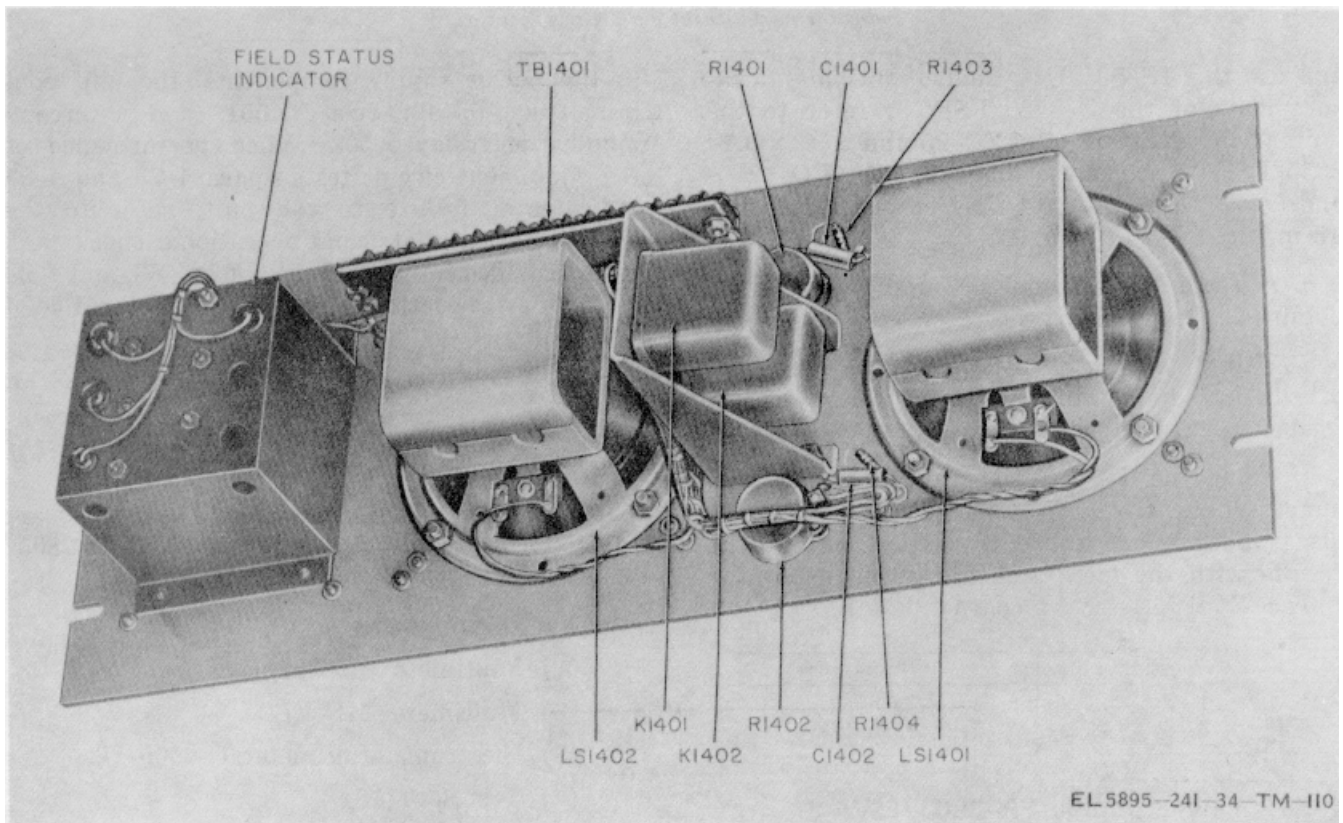 FIELD STATUS
INDICATOR
TB1401
R1401
C1401
R1403
K1401
R1402
R1404
LS1402
K1402
C1402
LS1401
EL5895-241-34-TM-110